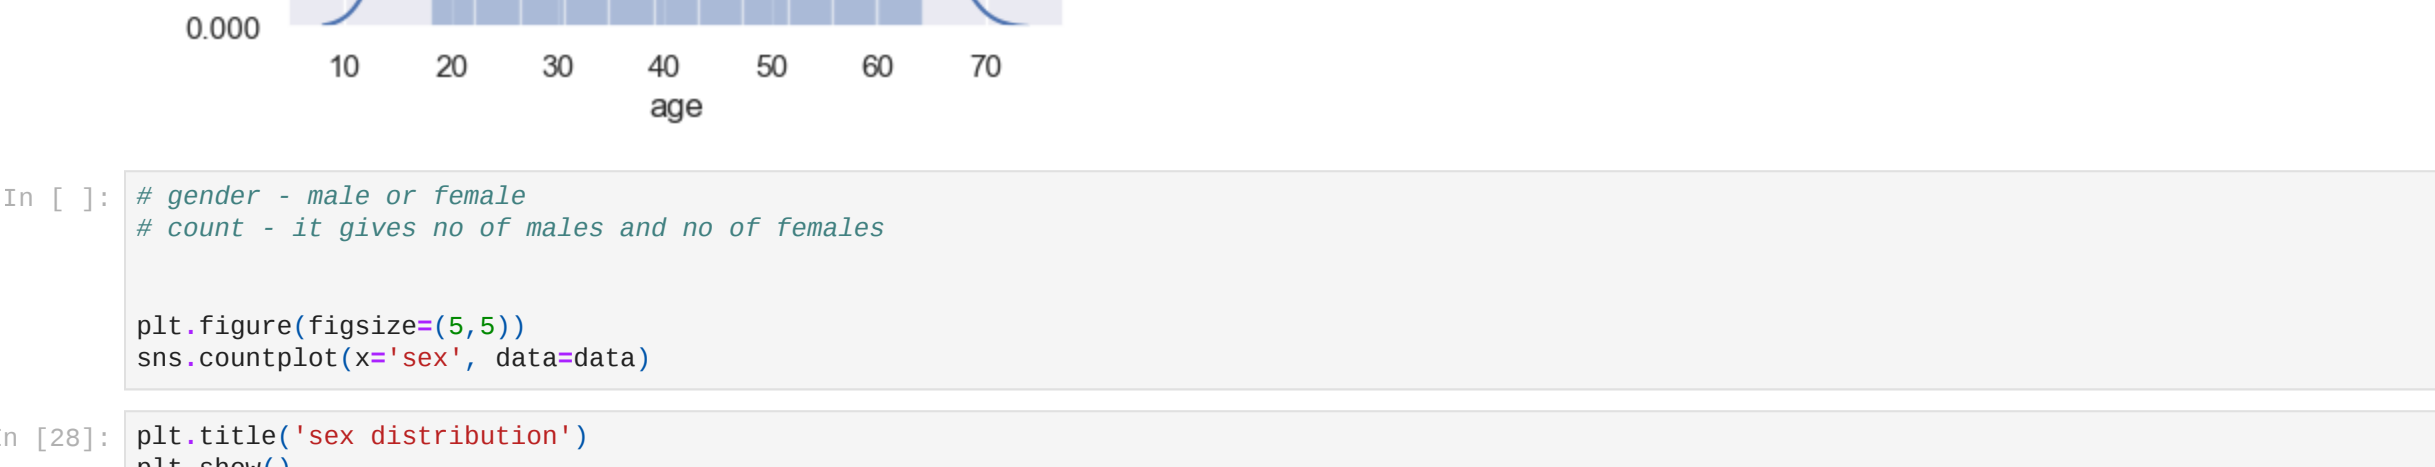 0.000
10 20 30 40 50 60 70
age
In [ ]: # gender - male or female
# count - it gives no of males and no of females
plt.figure(figsize=(5,5))
sns.countplot(x='sex', data=data)
n [28]: plt.title('sex distribution')
plt.show()